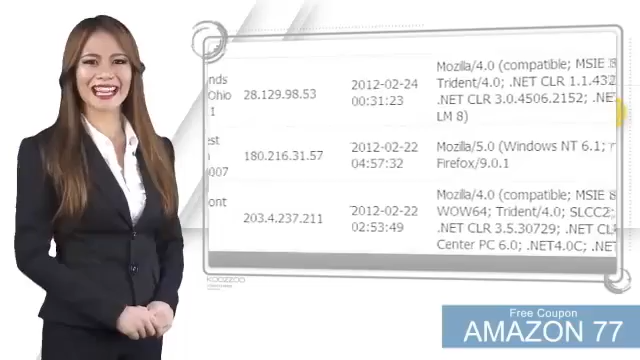 nds
Ohio
1
28.129.98.53
2012-02-24
00:31:23
Mozilla/4.0 (compatible; MSIE 8
Trident/4.0; .NET CLR 1.1.432
.NET CLR 3.0.4506.2152; .NE
LM 8)
est
n
007
180.216.31.57
2012-02-22
04:57:32
Mozilla/5.0 (Windows NT 6.1; r
Firefox/9.0.1
ont
203.4.237.211
2012-02-22
02:53:49
Mozilla/4.0 (compatible; MSIE 8
WOW64; Trident/4.0; SLCC2;
.NET CLR 3.5.30729; .NET CL
Center PC 6.0; .NET4.0C; .NE
KOOZZOO
Free Coupon
AMAZON 77